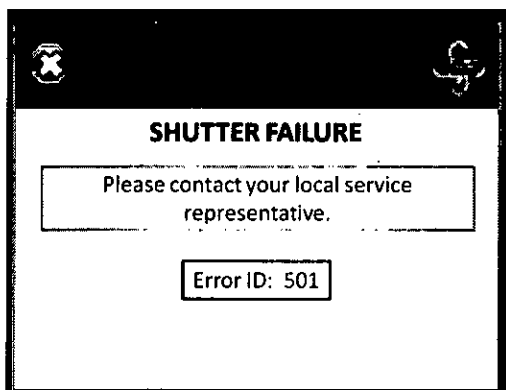 SHUTTER FAILURE
Please contact your local service
representative.
Error ID: 501